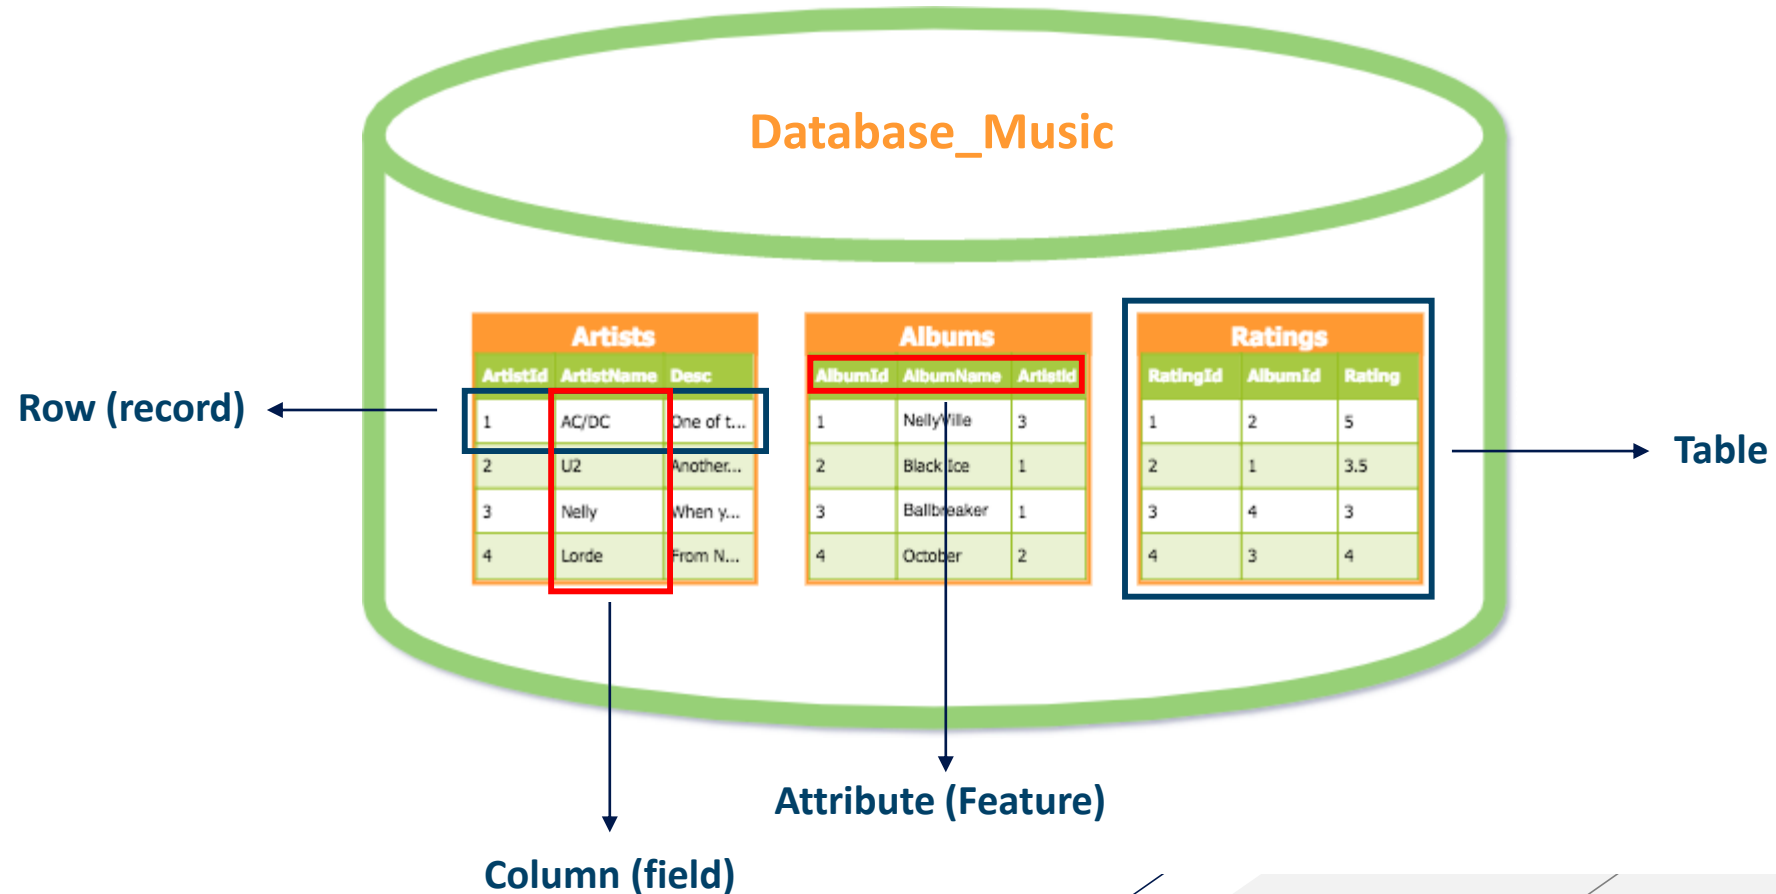 Database_Music
Artists
ArtistId ArtistName Desc
1 AC/DC One of t...
2 U2 Another...
3 Nelly When y...
4 Lorde From N...
Albums
AlbumId AlbumName ArtistId
1 NellyVille 3
2 Black Ice 1
3 Ballbreaker 1
4 October 2
Ratings
RatingId AlbumId Rating
1 2 5
2 1 3.5
3 4 3
4 3 4
Row (record)
Table
Attribute (Feature)
Column (field)